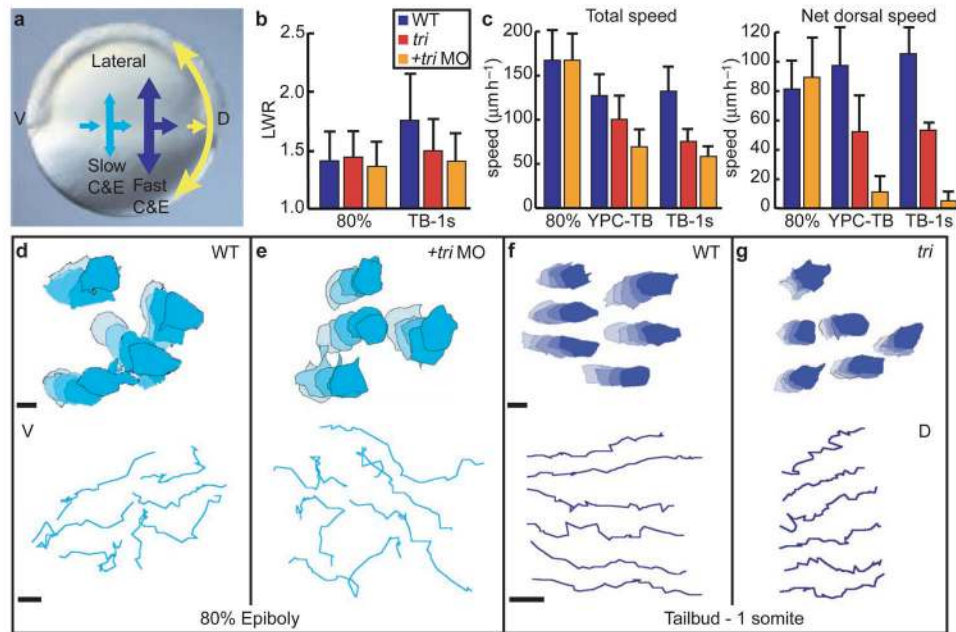 a
Lateral
V
D
Slow
C&E
Fast
C&E
b
LWR
2.5
2.0
1.5
1.0
80%
TB-1s
WT
tri
+tri MO
c
Total speed
speed (µm h⁻¹)
200
150
100
50
0
80%
YPC-TB
TB-1s
Net dorsal speed
speed (µm h⁻¹)
120
100
80
60
40
20
0
80%
YPC-TB
TB-1s
d
WT
e
+tri MO
f
WT
g
tri
V
D
80% Epiboly
Tailbud - 1 somite